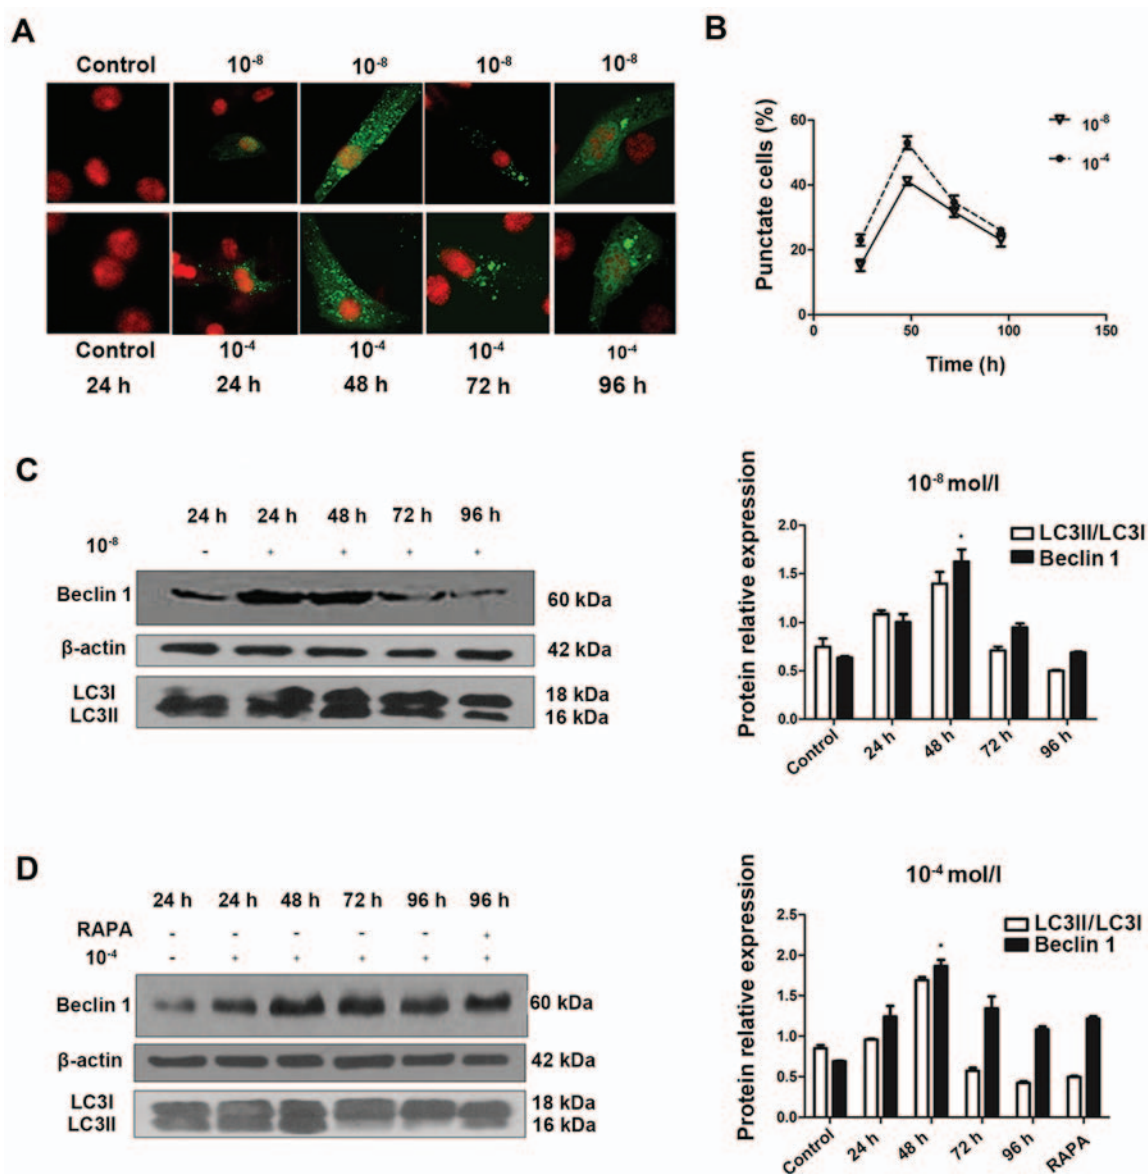 A
Control 10⁻⁸ 10⁻⁸ 10⁻⁸ 10⁻⁸
Control 10⁻⁴ 10⁻⁴ 10⁻⁴ 10⁻⁴
24 h 24 h 48 h 72 h 96 h
B
Punctate cells (%)
60
40
20
0
0 50 100 150
Time (h)
10⁻⁸
10⁻⁴
C
24 h 24 h 48 h 72 h 96 h
10⁻⁸ - + + + +
Beclin 1 60 kDa
β-actin 42 kDa
LC3I 18 kDa
LC3II 16 kDa
10⁻⁸ mol/l
Protein relative expression
2.0
1.5
1.0
0.5
0.0
LC3II/LC3I
Beclin 1
*
Control 24 h 48 h 72 h 96 h
D
24 h 24 h 48 h 72 h 96 h 96 h
RAPA - - - - - +
10⁻⁴ - + + + + +
Beclin 1 60 kDa
β-actin 42 kDa
LC3I 18 kDa
LC3II 16 kDa
10⁻⁴ mol/l
Protein relative expression
2.5
2.0
1.5
1.0
0.5
0.0
LC3II/LC3I
Beclin 1
*
Control 24 h 48 h 72 h 96 h RAPA